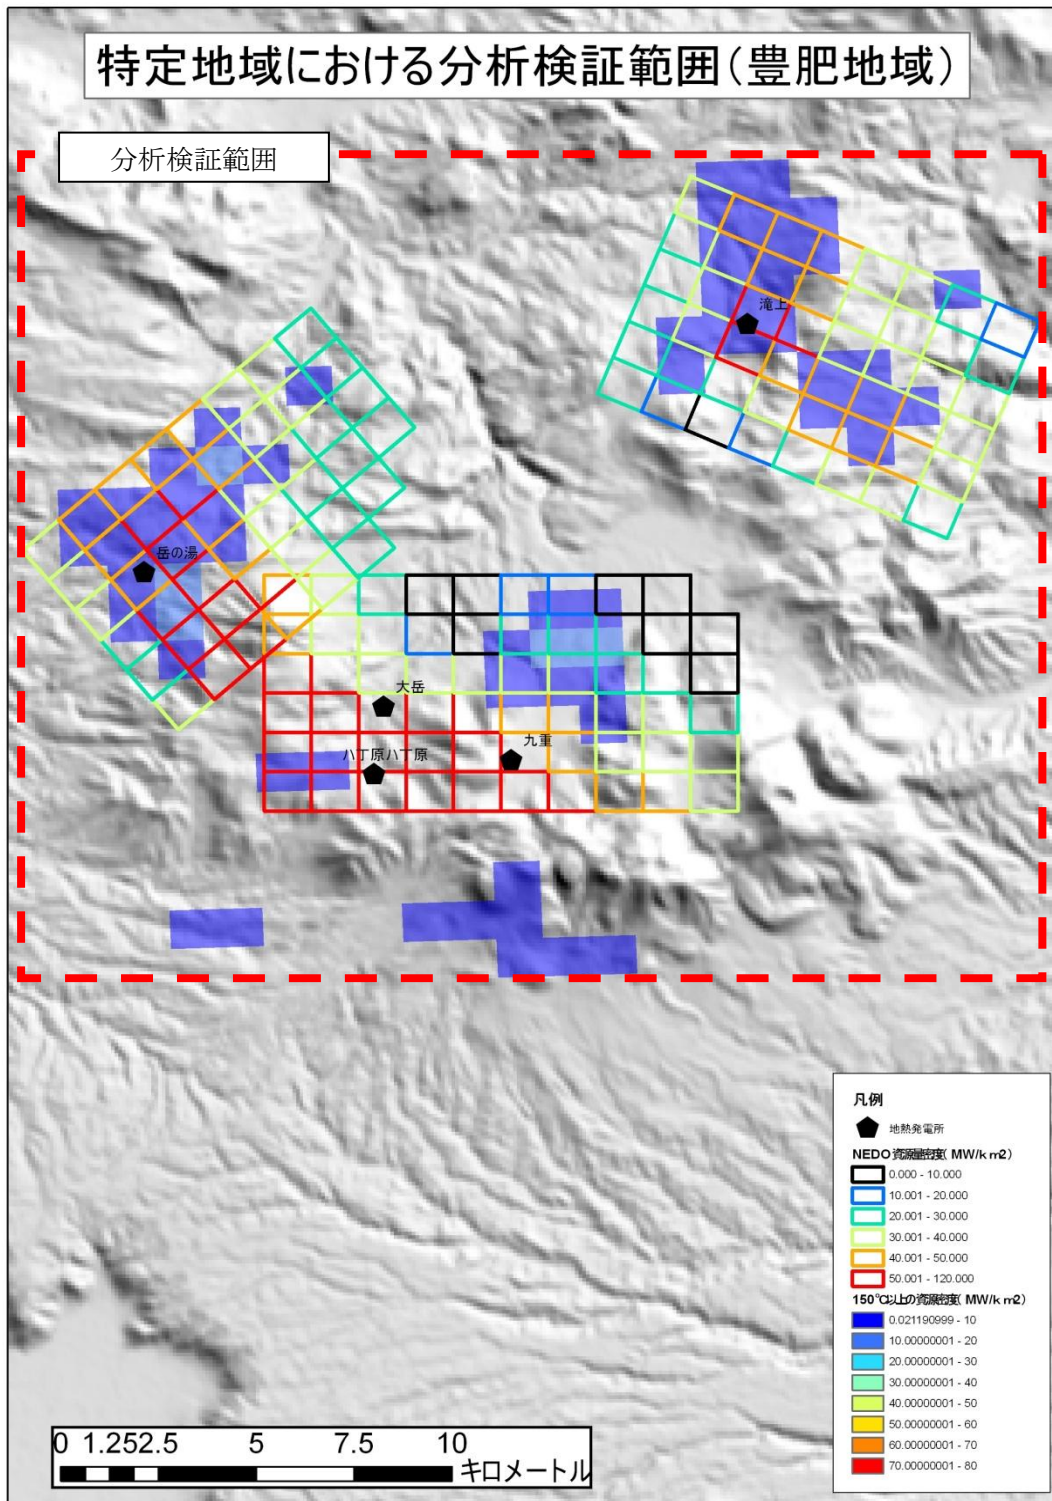 特定地域における分析検証範囲(豊肥地域)
分析検証範囲
滝上
岳の湯
大岳
九重
八丁原八丁原
凡例
地熱発電所
NEDO資源量密度( MW/km2)
0.000 - 10.000
10.001 - 20.000
20.001 - 30.000
30.001 - 40.000
40.001 - 50.000
50.001 - 120.000
150℃以上の資源密度( MW/km2)
0.021190999 - 10
10.00000001 - 20
20.00000001 - 30
30.00000001 - 40
40.00000001 - 50
50.00000001 - 60
60.00000001 - 70
70.00000001 - 80
0 1.252.5 5 7.5 10
キロメートル